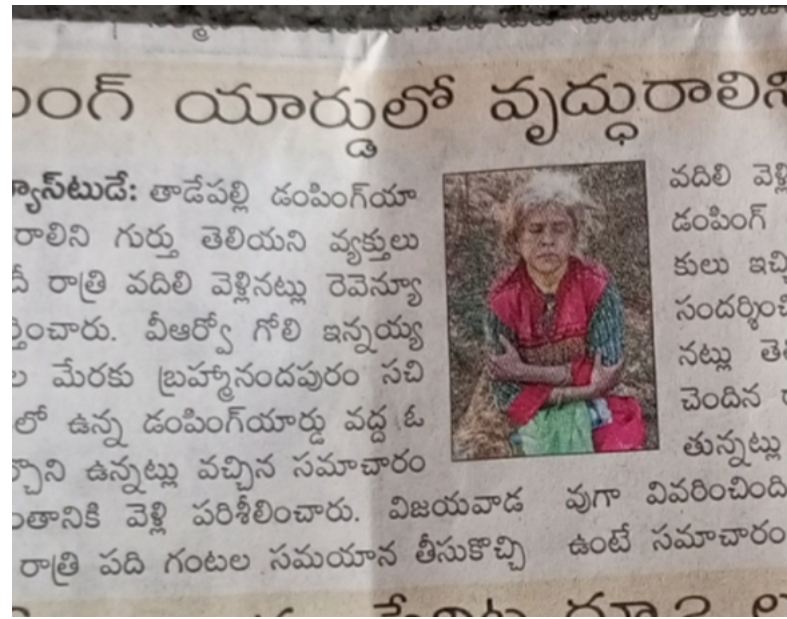 యార్డులో వృద్ధురాలిని
న్యూస్‌టుడే: తాడేపల్లి డంపింగ్‌యా
రాలిని గుర్తు తెలియని వ్యక్తులు
రాత్రి వదిలి వెళ్లినట్లు రెవెన్యూ
వీఆర్వో గోలి ఇన్నయ్య
మేరకు బ్రహ్మానందపురం సచి
లో ఉన్న డంపింగ్‌యార్డు వద్ద ఓ
ఉన్నట్లు వచ్చిన సమాచారం
వెళ్లి పరిశీలించారు. విజయవాడ
రాత్రి పది గంటల సమయాన తీసుకొచ్చి
వదిలి వెళ్లి
డంపింగ్
కులు ఇచ్చి
సందర్శించి
నట్లు తె
చెందిన
తున్నట్లు
వుగా వివరించింది
ఉంటే సమాచారం